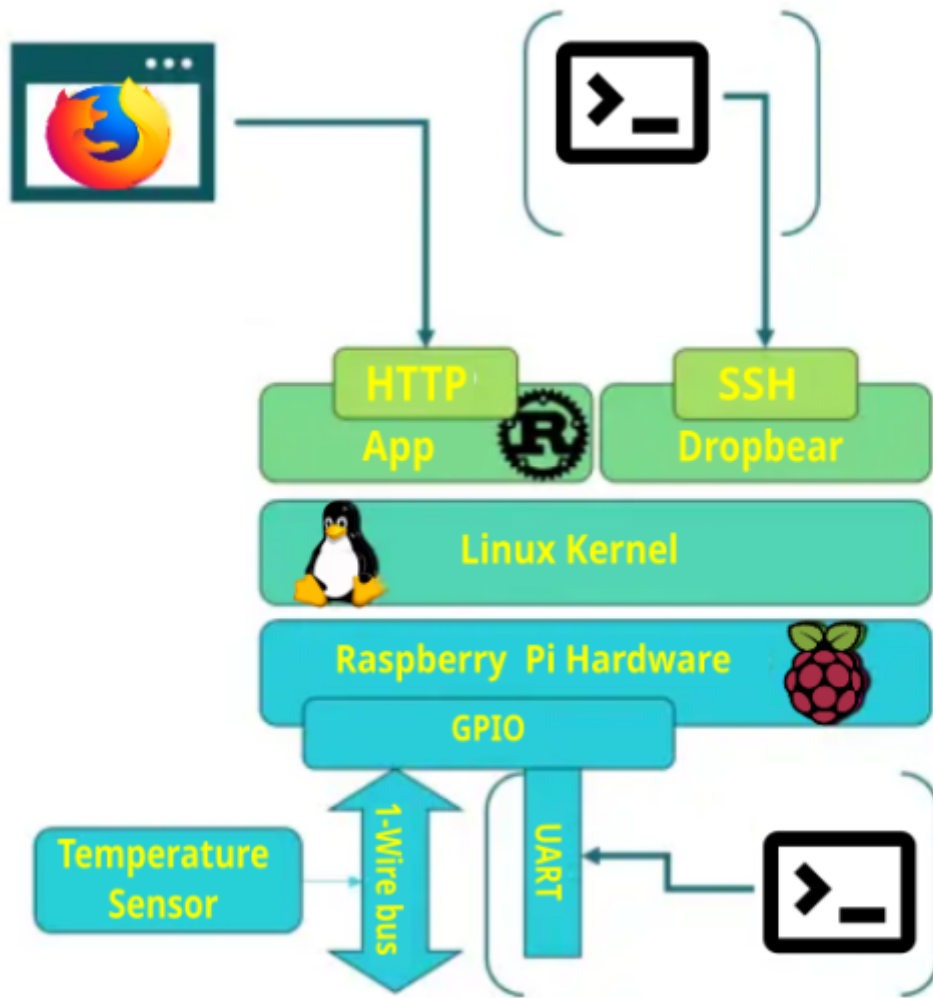 HTTP
SSH
App
Dropbear
Linux Kernel
Raspberry Pi Hardware
GPIO
1-Wire bus
UART
Temperature
Sensor